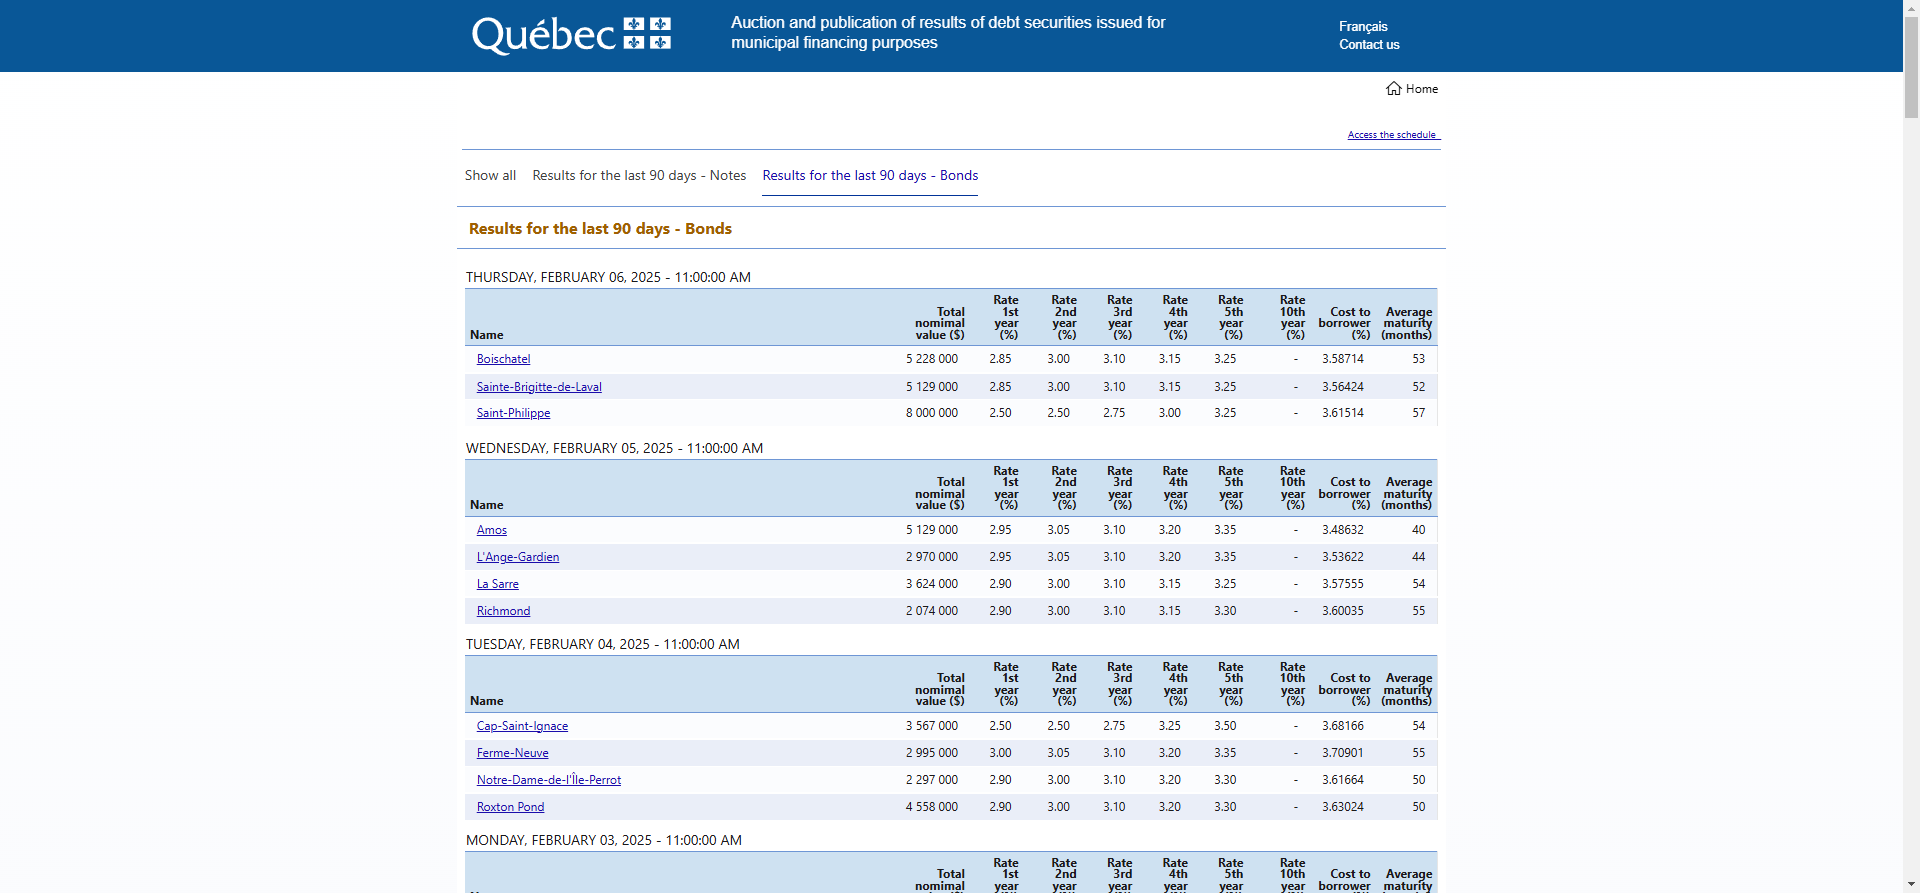 Québec
Auction and publication of results of debt securities issued for
municipal financing purposes
Français
Contact us
Home
Access the schedule
Show all Results for the last 90 days - Notes Results for the last 90 days - Bonds
Results for the last 90 days - Bonds
THURSDAY, FEBRUARY 06, 2025 - 11:00:00 AM
Name Total nomimal value ($) Rate 1st year (%) Rate 2nd year (%) Rate 3rd year (%) Rate 4th year (%) Rate 5th year (%) Rate 10th year (%) Cost to borrower (%) Average maturity (months)
Boischatel 5 228 000 2.85 3.00 3.10 3.15 3.25 - 3.58714 53
Sainte-Brigitte-de-Laval 5 129 000 2.85 3.00 3.10 3.15 3.25 - 3.56424 52
Saint-Philippe 8 000 000 2.50 2.50 2.75 3.00 3.25 - 3.61514 57
WEDNESDAY, FEBRUARY 05, 2025 - 11:00:00 AM
Name Total nomimal value ($) Rate 1st year (%) Rate 2nd year (%) Rate 3rd year (%) Rate 4th year (%) Rate 5th year (%) Rate 10th year (%) Cost to borrower (%) Average maturity (months)
Amos 5 129 000 2.95 3.05 3.10 3.20 3.35 - 3.48632 40
L'Ange-Gardien 2 970 000 2.95 3.05 3.10 3.20 3.35 - 3.53622 44
La Sarre 3 624 000 2.90 3.00 3.10 3.15 3.25 - 3.57555 54
Richmond 2 074 000 2.90 3.00 3.10 3.15 3.30 - 3.60035 55
TUESDAY, FEBRUARY 04, 2025 - 11:00:00 AM
Name Total nomimal value ($) Rate 1st year (%) Rate 2nd year (%) Rate 3rd year (%) Rate 4th year (%) Rate 5th year (%) Rate 10th year (%) Cost to borrower (%) Average maturity (months)
Cap-Saint-Ignace 3 567 000 2.50 2.50 2.75 3.25 3.50 - 3.68166 54
Ferme-Neuve 2 995 000 3.00 3.05 3.10 3.20 3.35 - 3.70901 55
Notre-Dame-de-l'Île-Perrot 2 297 000 2.90 3.00 3.10 3.20 3.30 - 3.61664 50
Roxton Pond 4 558 000 2.90 3.00 3.10 3.20 3.30 - 3.63024 50
MONDAY, FEBRUARY 03, 2025 - 11:00:00 AM
Total nomimal Rate 1st year Rate 2nd year Rate 3rd year Rate 4th year Rate 5th year Rate 10th year Cost to borrower Average maturity